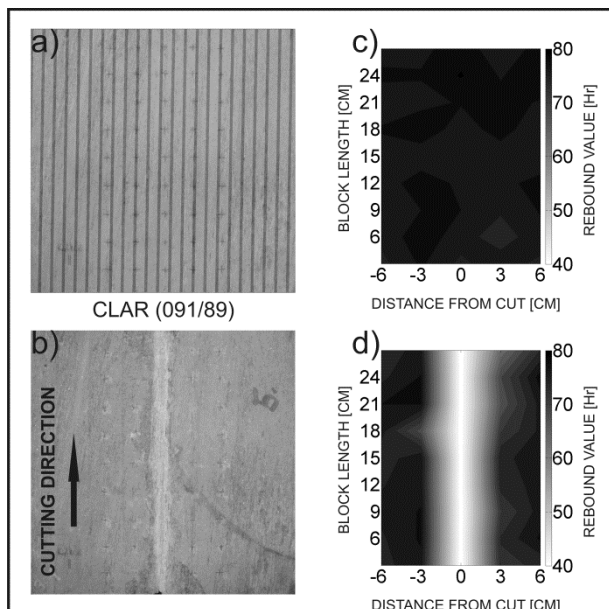 a)
CLAR (091/89)
b)
CUTTING DIRECTION
c)
BLOCK LENGTH [CM]
24
21
18
15
12
9
6
-6 -3 0 3 6
DISTANCE FROM CUT [CM]
80
70
60
50
40
REBOUND VALUE [Hr]
d)
BLOCK LENGTH [CM]
24
21
18
15
12
9
6
-6 -3 0 3 6
DISTANCE FROM CUT [CM]
80
70
60
50
40
REBOUND VALUE [Hr]